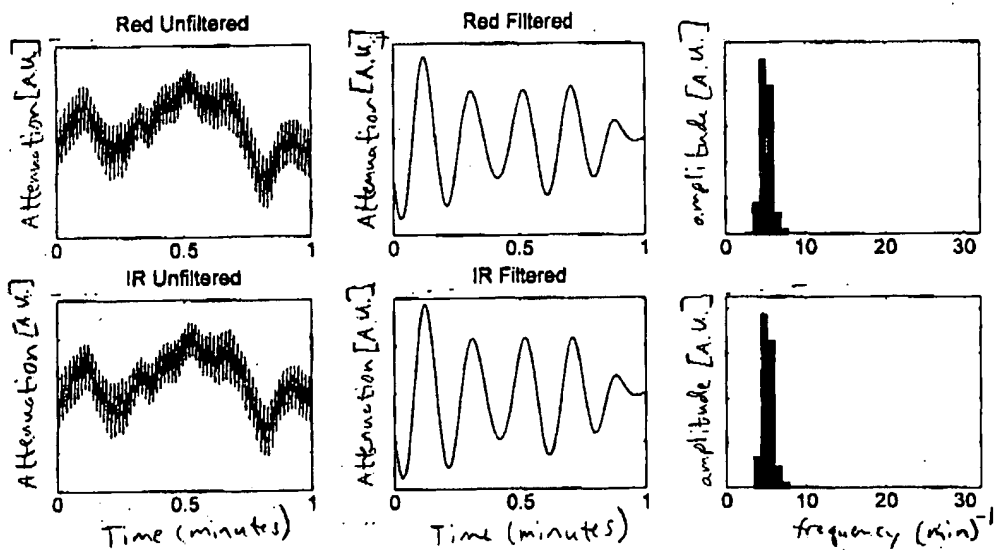 Red Unfiltered
Attenuation [A.U.]
0 0.5 1
Red Filtered
Attenuation [A.U.]
0 0.5 1
amplitude [A.U.]
0 10 20 30
IR Unfiltered
Attenuation [A.U.]
0 0.5 1
Time (minutes)
IR Filtered
Attenuation [A.U.]
0 0.5 1
Time (minutes)
amplitude [A.U.]
0 10 20 30
frequency (min)⁻¹